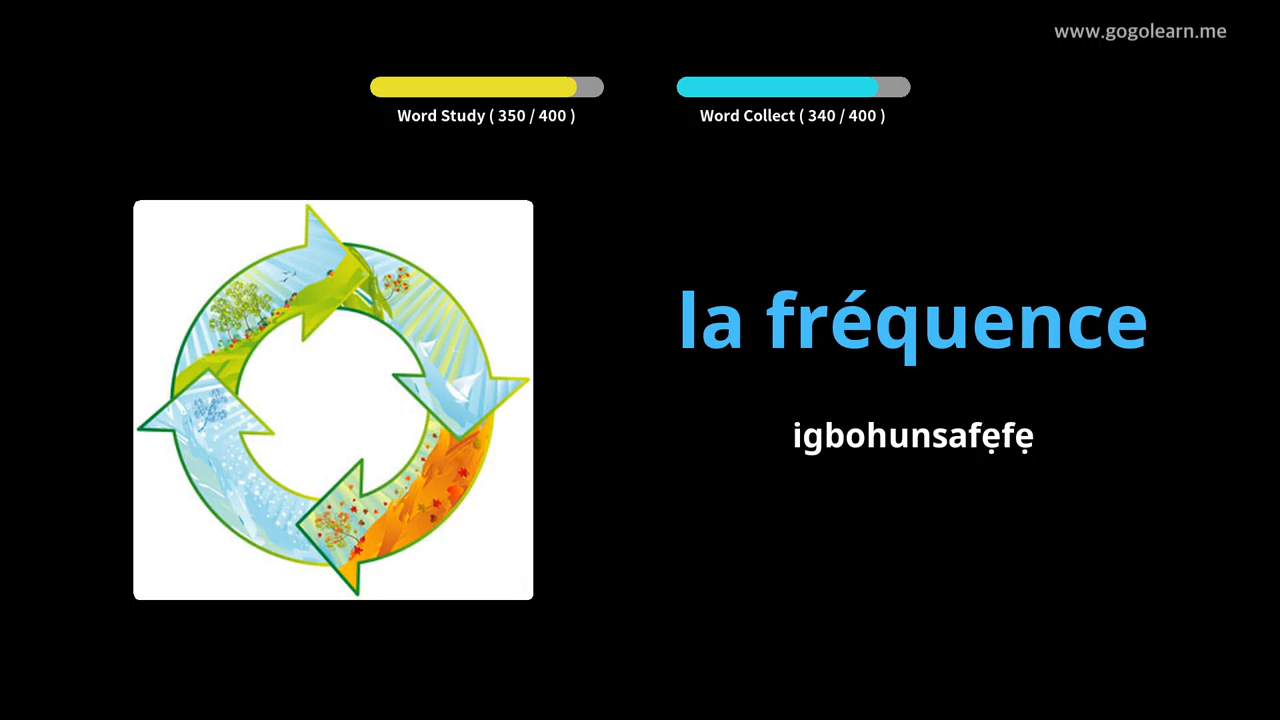 www.gogolearn.me
Word Study ( 350 / 400 )
Word Collect ( 340 / 400 )
la fréquence
igbohunsafẹfẹ